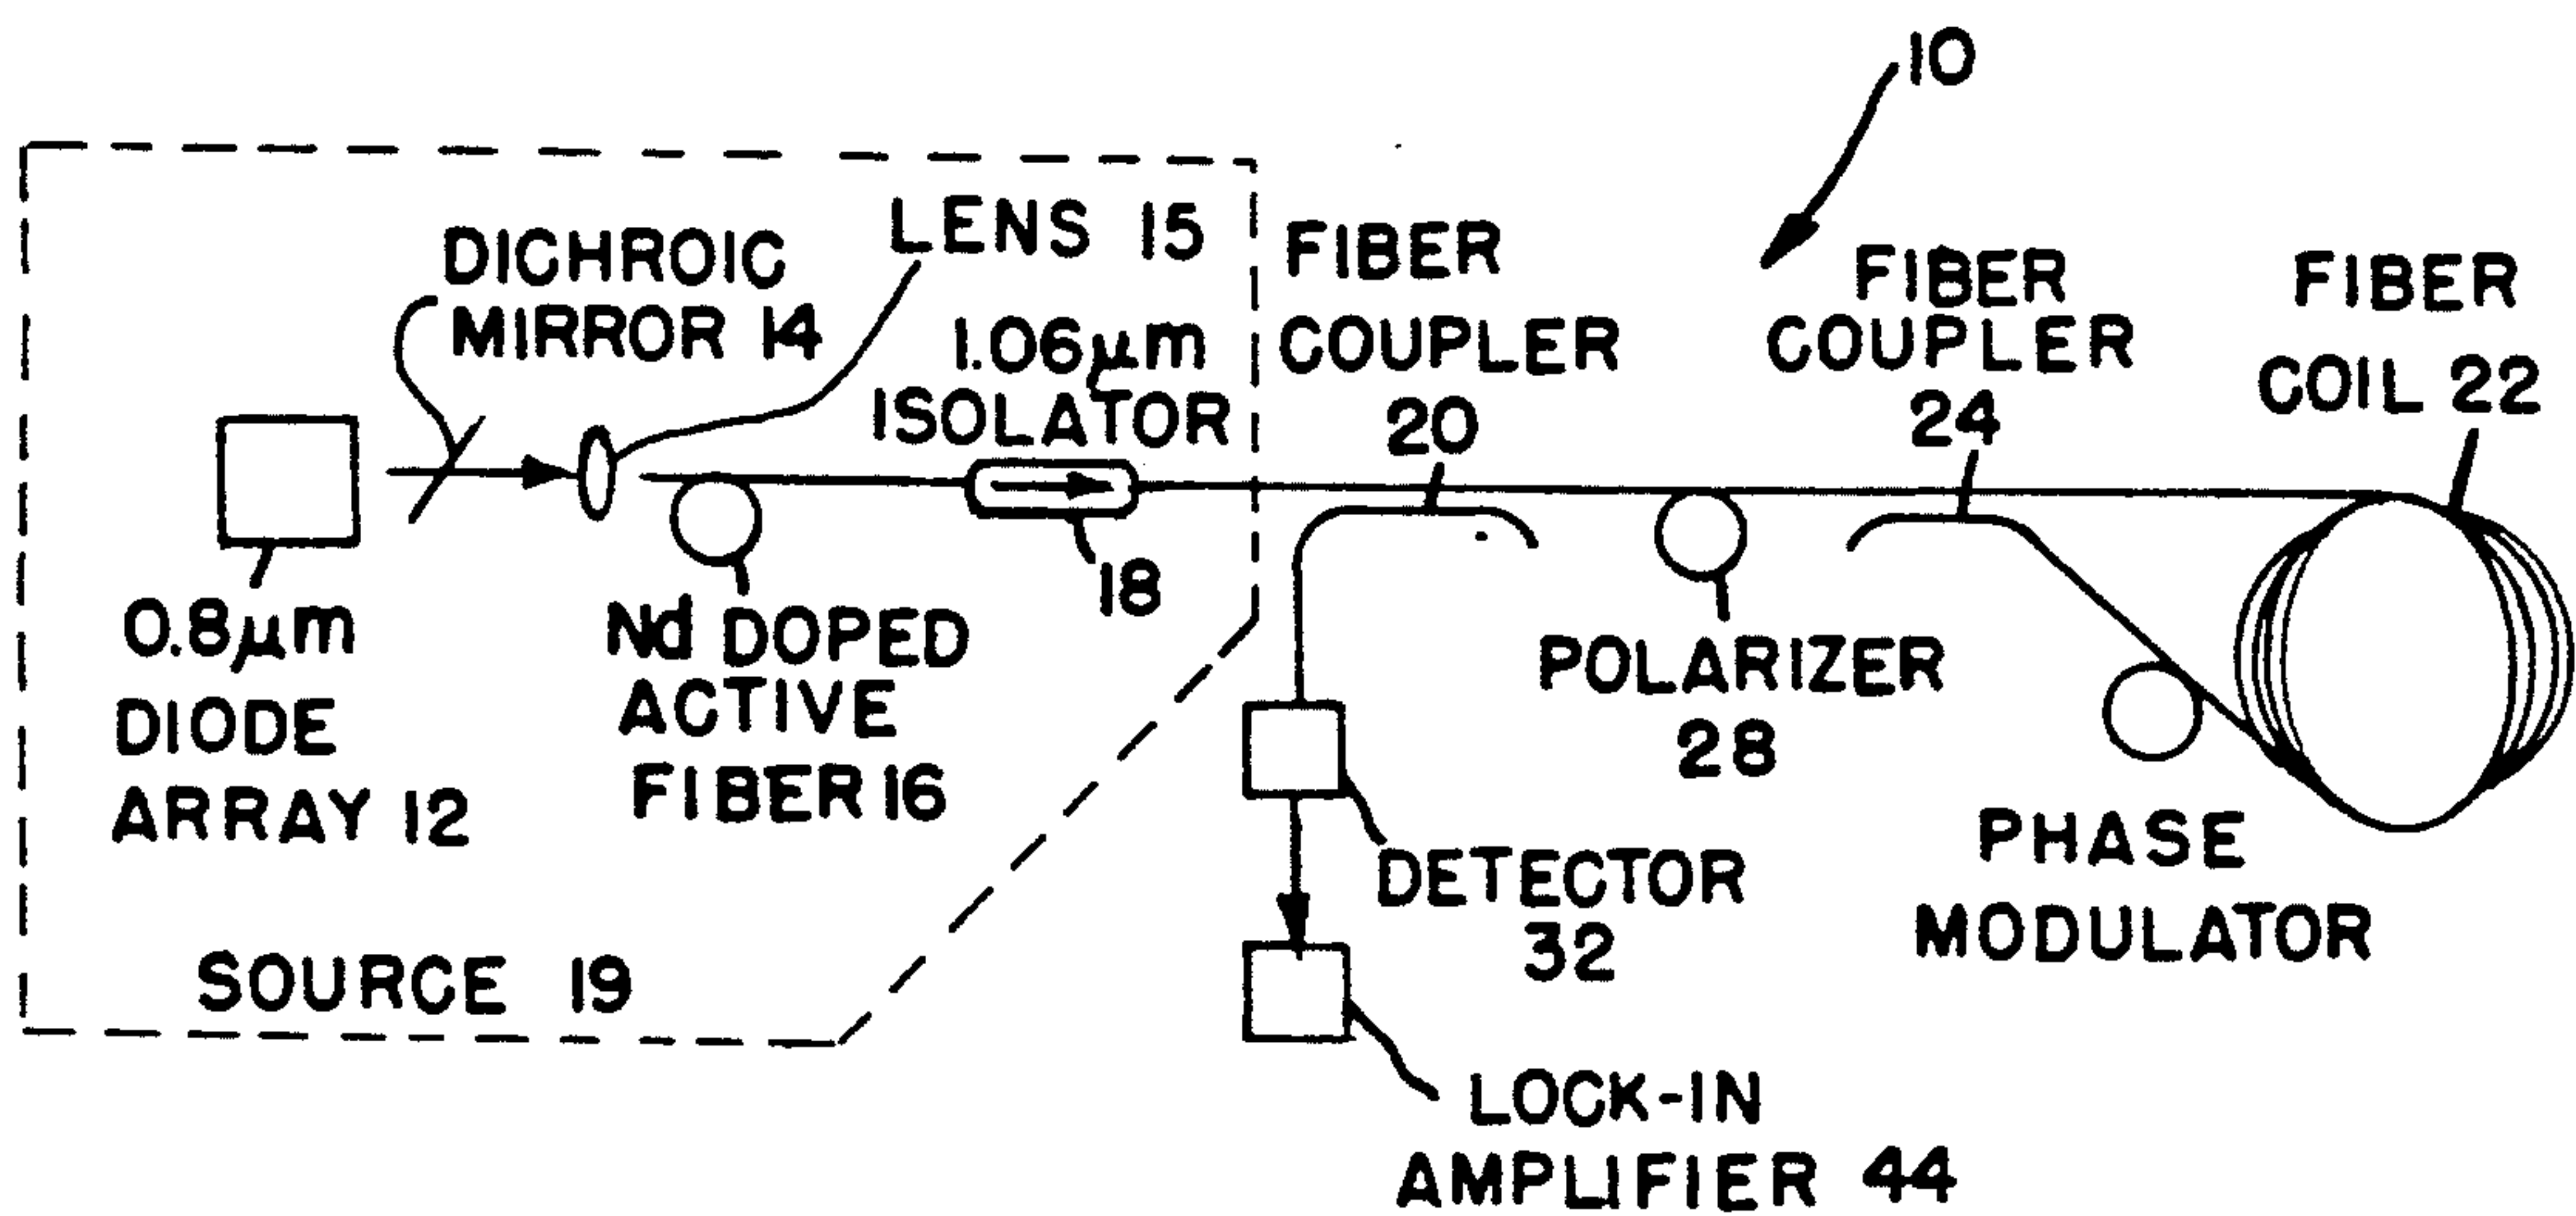 10
LENS 15
DICHROIC
MIRROR 14
1.06μm
ISOLATOR
18
FIBER
COUPLER
20
FIBER
COUPLER
24
FIBER
COIL 22
0.8μm
DIODE
ARRAY 12
Nd DOPED
ACTIVE
FIBER 16
POLARIZER
28
PHASE
MODULATOR
DETECTOR
32
SOURCE 19
LOCK-IN
AMPLIFIER 44